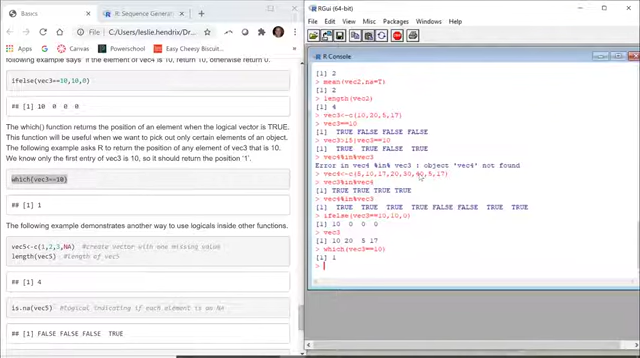 basics
R: Sequence Generat
RGui (64-bit)
C:/Users/leslie.hendrix/Dr...
File Edit View Misc Packages Windows Help
Apps
Blackboard
Powerschool
Easy Cheesy Biscuit...
following example says if the element of vec4 is 10, return 10, otherwise return 0.
ifelse(vec3==10,10,0)
## [1] 10 0 0 0
The which() function returns the position of an element when the logical vector is TRUE.
This function will be useful when we want to pick out only certain elements of an object.
The following example asks R to return the position of any element of vec3 that is 10.
We know only the first entry of vec3 is 10, so it should return the position '1'.
which(vec3==10)
## [1] 1
The following example demonstrates another way to use logicals inside other functions.
vec5<-c(1,2,3,NA) #create vector with one missing value
length(vec5) #length of vec5
## [1] 4
is.na(vec5) #logical indicating if each element is an NA
## [1] FALSE FALSE FALSE TRUE
R Console
[1] 2
> mean(vec2,na=T)
[1] 2
> length(vec2)
[1] 4
> vec3<-c(10,20,5,17)
> vec3==10
[1] TRUE FALSE FALSE FALSE
> vec3>15|vec3==10
[1] TRUE TRUE FALSE TRUE
> vec4%in%vec3
Error in vec4 %in% vec3 : object 'vec4' not found
> vec4<-c(5,10,17,20,30,40,5,17)
> vec3%in%vec4
[1] TRUE TRUE TRUE TRUE
> vec4%in%vec3
[1] TRUE TRUE TRUE TRUE FALSE FALSE TRUE TRUE
> ifelse(vec3==10,10,0)
[1] 10 0 0 0
> vec3
[1] 10 20 5 17
> which(vec3==10)
[1] 1
>